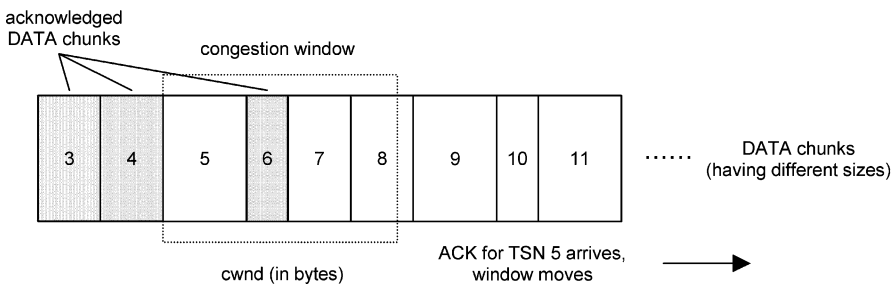 acknowledged
DATA chunks
congestion window
3 4 5 6 7 8 9 10 11 ...... DATA chunks
(having different sizes)
cwnd (in bytes)
ACK for TSN 5 arrives,
window moves